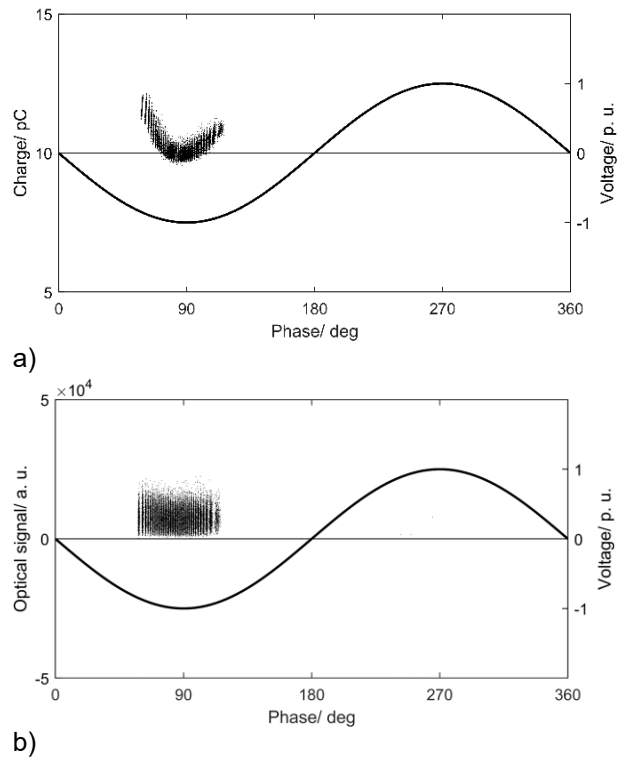 15
10
5
Charge/ pC
1
0
-1
Voltage/ p. u.
0 90 180 270 360
Phase/ deg
a)
×10⁴
5
0
-5
Optical signal/ a. u.
1
0
-1
Voltage/ p. u.
0 90 180 270 360
Phase/ deg
b)